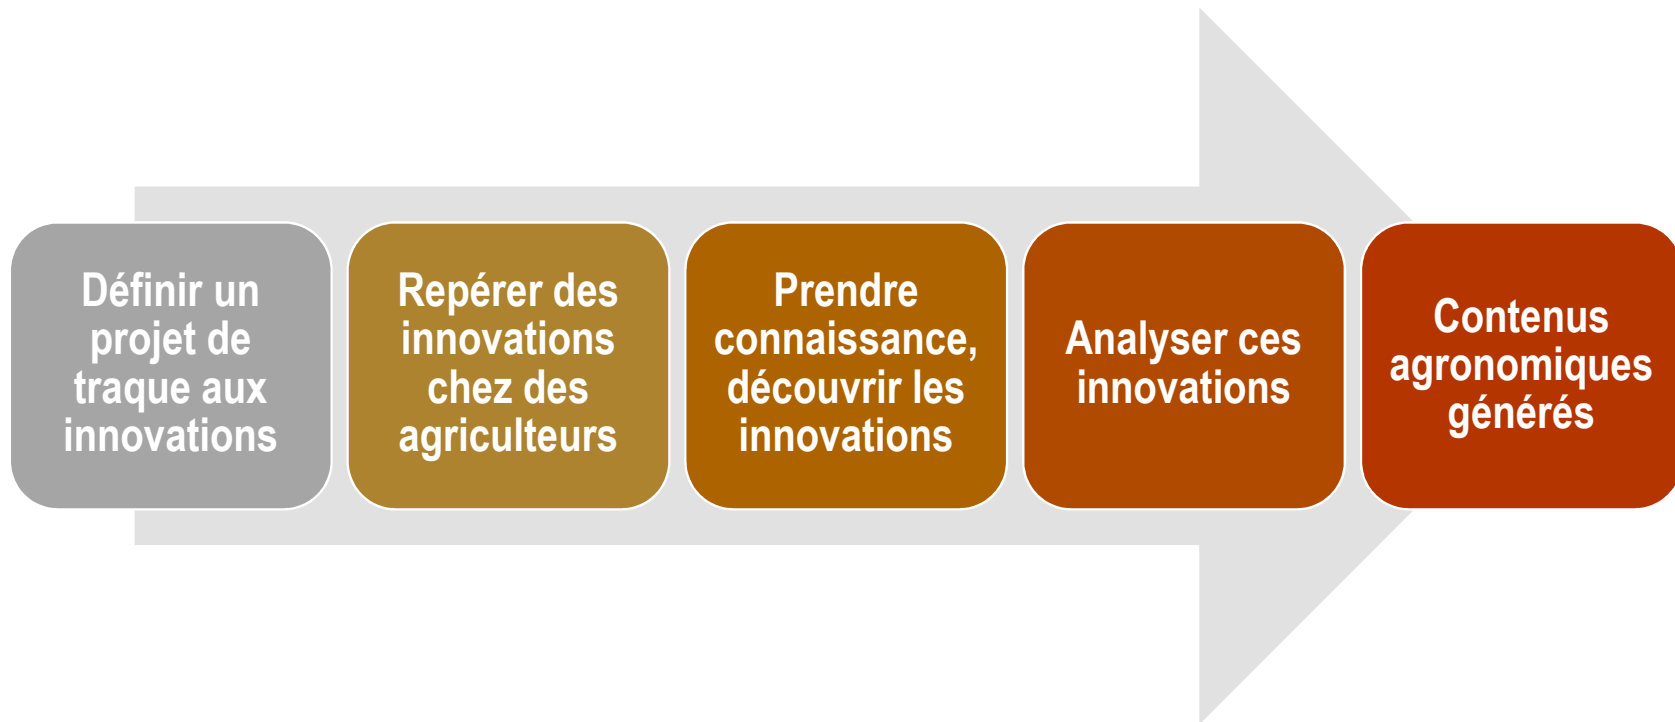 Définir un
projet de
traque aux
innovations
Repérer des
innovations
chez des
agriculteurs
Prendre
connaissance,
découvrir les
innovations
Analyser ces
innovations
Contenus
agronomiques
générés